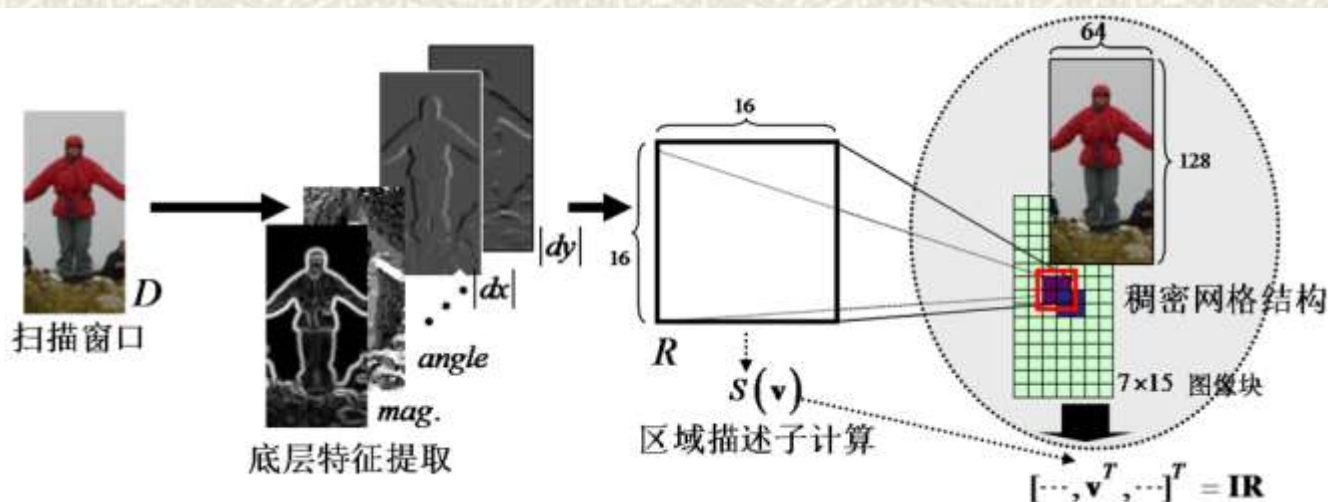 D
扫描窗口
|dy|
|dx|
angle
mag.
底层特征提取
16
16
R
S(v)
区域描述子计算
64
128
稠密网格结构
7×15 图像块
[⋯, v^T, ⋯]^T = IR